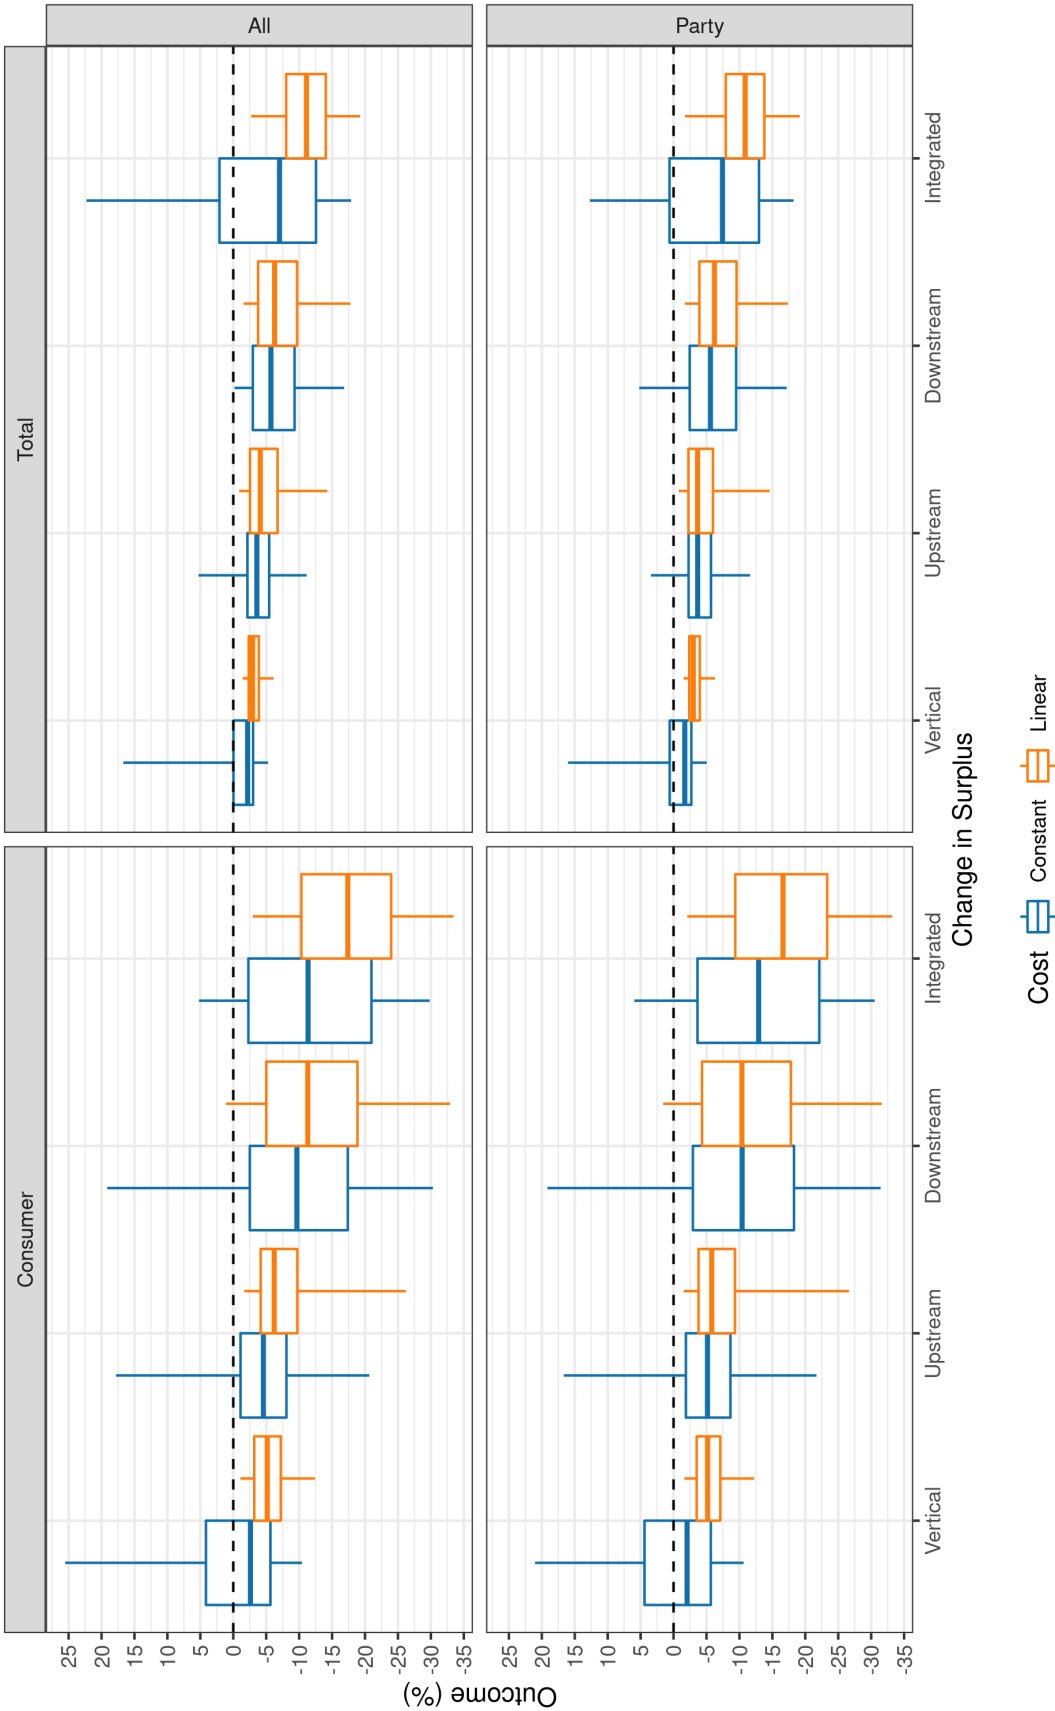 Consumer
Total
All
Party
25
20
15
10
5
0
-5
-10
-15
-20
-25
-30
-35
25
20
15
10
5
0
-5
-10
-15
-20
-25
-30
-35
Outcome (%)
Vertical
Upstream
Downstream
Integrated
Vertical
Upstream
Downstream
Integrated
Change in Surplus
Cost Constant Linear